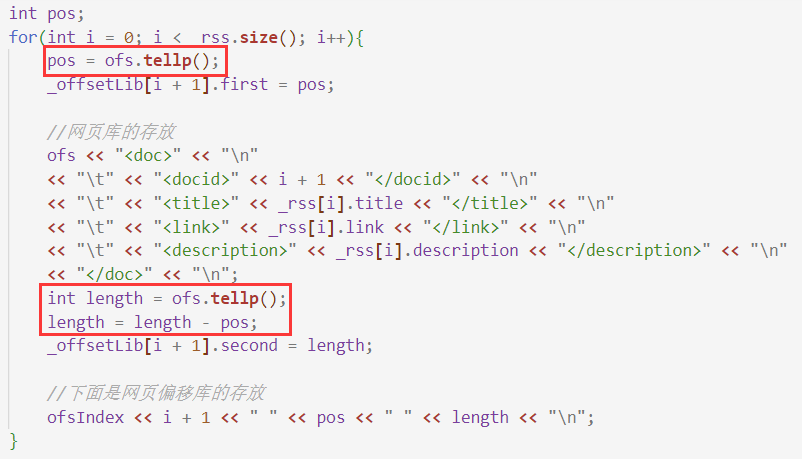 int pos;
for(int i = 0; i < _rss.size(); i++){
pos = ofs.tellp();
_offsetLib[i + 1].first = pos;
//网页库的存放
ofs << "<doc>" << "\n"
<< "\t" << "<docid>" << i + 1 << "</docid>" << "\n"
<< "\t" << "<title>" << _rss[i].title << "</title>" << "\n"
<< "\t" << "<link>" << _rss[i].link << "</link>" << "\n"
<< "\t" << "<description>" << _rss[i].description << "</description>" << "\n"
<< "</doc>" << "\n";
int length = ofs.tellp();
length = length - pos;
_offsetLib[i + 1].second = length;
//下面是网页偏移库的存放
ofsIndex << i + 1 << " " << pos << " " << length << "\n";
}